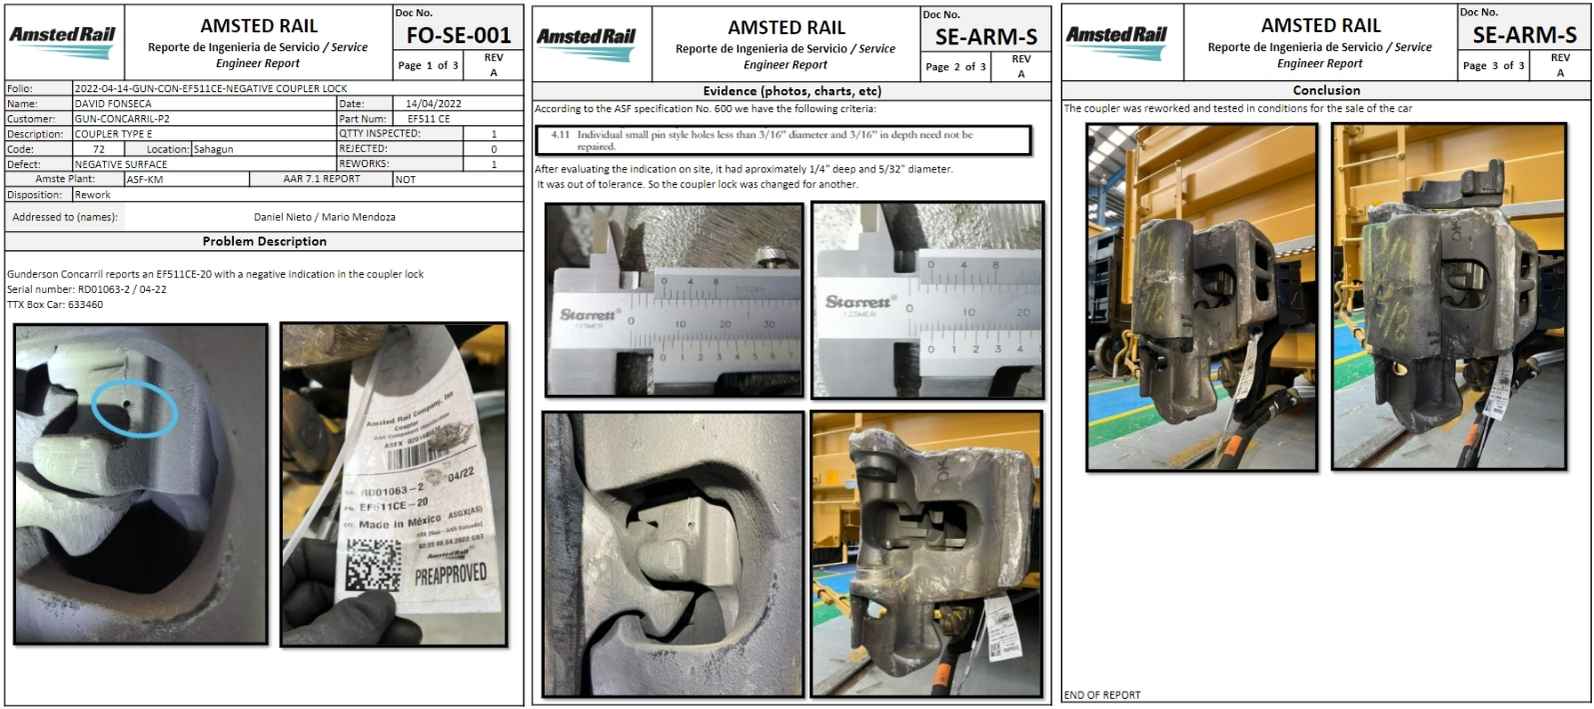 Amsted Rail
AMSTED RAIL
Reporte de Ingenieria de Servicio / Service
Engineer Report
Doc No.
FO-SE-001
Page 1 of 3
REV
A
Folio: 2022-04-14-GUN-CON-EF511CE-NEGATIVE COUPLER LOCK
Name: DAVID FONSECA Date: 14/04/2022
Customer: GUN-CONCARRIL-P2 Part Num: EF511 CE
Description: COUPLER TYPE E QTTY INSPECTED: 1
Code: 72 Location: Sahagun REJECTED: 0
Defect: NEGATIVE SURFACE REWORKS: 1
Amste Plant: ASF-KM AAR 7.1 REPORT NOT
Disposition: Rework
Addressed to (names): Daniel Nieto / Mario Mendoza
Problem Description
Gunderson Concarril reports an EF511CE-20 with a negative indication in the coupler lock
Serial number: RD01063-2 / 04-22
TTX Box Car: 633460
Amsted Rail Company, Inc
Coupler
RD01063-2 04/22
EF511CE-20
Made in México
AmstedRail
PREAPPROVED
Amsted Rail
AMSTED RAIL
Reporte de Ingenieria de Servicio / Service
Engineer Report
Doc No.
SE-ARM-S
Page 2 of 3
REV
A
Evidence (photos, charts, etc)
According to the ASF specification No. 600 we have the following criteria:
4.11 Individual small pin style holes less than 3/16" diameter and 3/16" in depth need not be
repaired.
After evaluating the indication on site, it had aproximately 1/4" deep and 5/32" diameter.
It was out of tolerance. So the coupler lock was changed for another.
0 4 8
Starrett
0 10 20 30
0 1 2 3 4 5 6 7
0 4 8
Starrett
0 10 20
0 1 2 3 4 5
Amsted Rail
AMSTED RAIL
Reporte de Ingenieria de Servicio / Service
Engineer Report
Doc No.
SE-ARM-S
Page 3 of 3
REV
A
Conclusion
The coupler was reworked and tested in conditions for the sale of the car
END OF REPORT